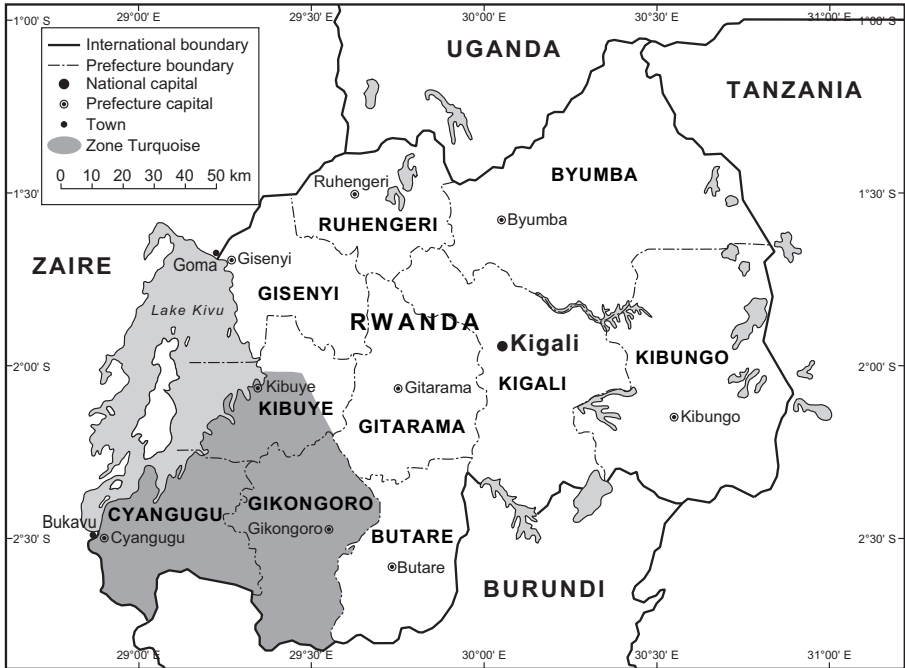 29°00' E 29°30' E 30°00' E 30°30' E 31°00' E
1°00' S 1°00' S
International boundary
Prefecture boundary
National capital
Prefecture capital
Town
Zone Turquoise
0 10 20 30 40 50 km
UGANDA
TANZANIA
1°30' S 1°30' S
BYUMBA
Ruhengeri
RUHENGERI
Byumba
ZAIRE
Goma
Gisenyi
GISENYI
Lake Kivu
RWANDA
Kigali
KIBUNGO
2°00' S 2°00' S
Kibuye
KIBUYE
Gitarama
KIGALI
GITARAMA
Kibungo
GIKONGORO
CYANGUGU
Bukavu
Gikongoro
Cyangugu
BUTARE
2°30' S 2°30' S
Butare
BURUNDI
29°00' E 29°30' E 30°00' E 30°30' E 31°00' E